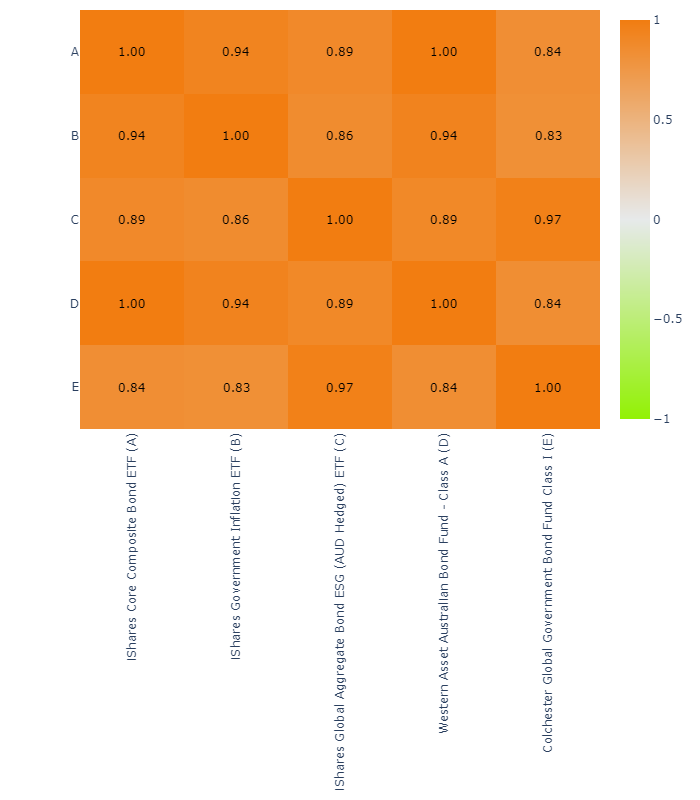 A 1.00 0.94 0.89 1.00 0.84
B 0.94 1.00 0.86 0.94 0.83
C 0.89 0.86 1.00 0.89 0.97
D 1.00 0.94 0.89 1.00 0.84
E 0.84 0.83 0.97 0.84 1.00
IShares Core Composite Bond ETF (A)
IShares Government Inflation ETF (B)
IShares Global Aggregate Bond ESG (AUD Hedged) ETF (C)
Western Asset Australian Bond Fund - Class A (D)
Colchester Global Government Bond Fund Class I (E)
1
0.5
0
−0.5
−1